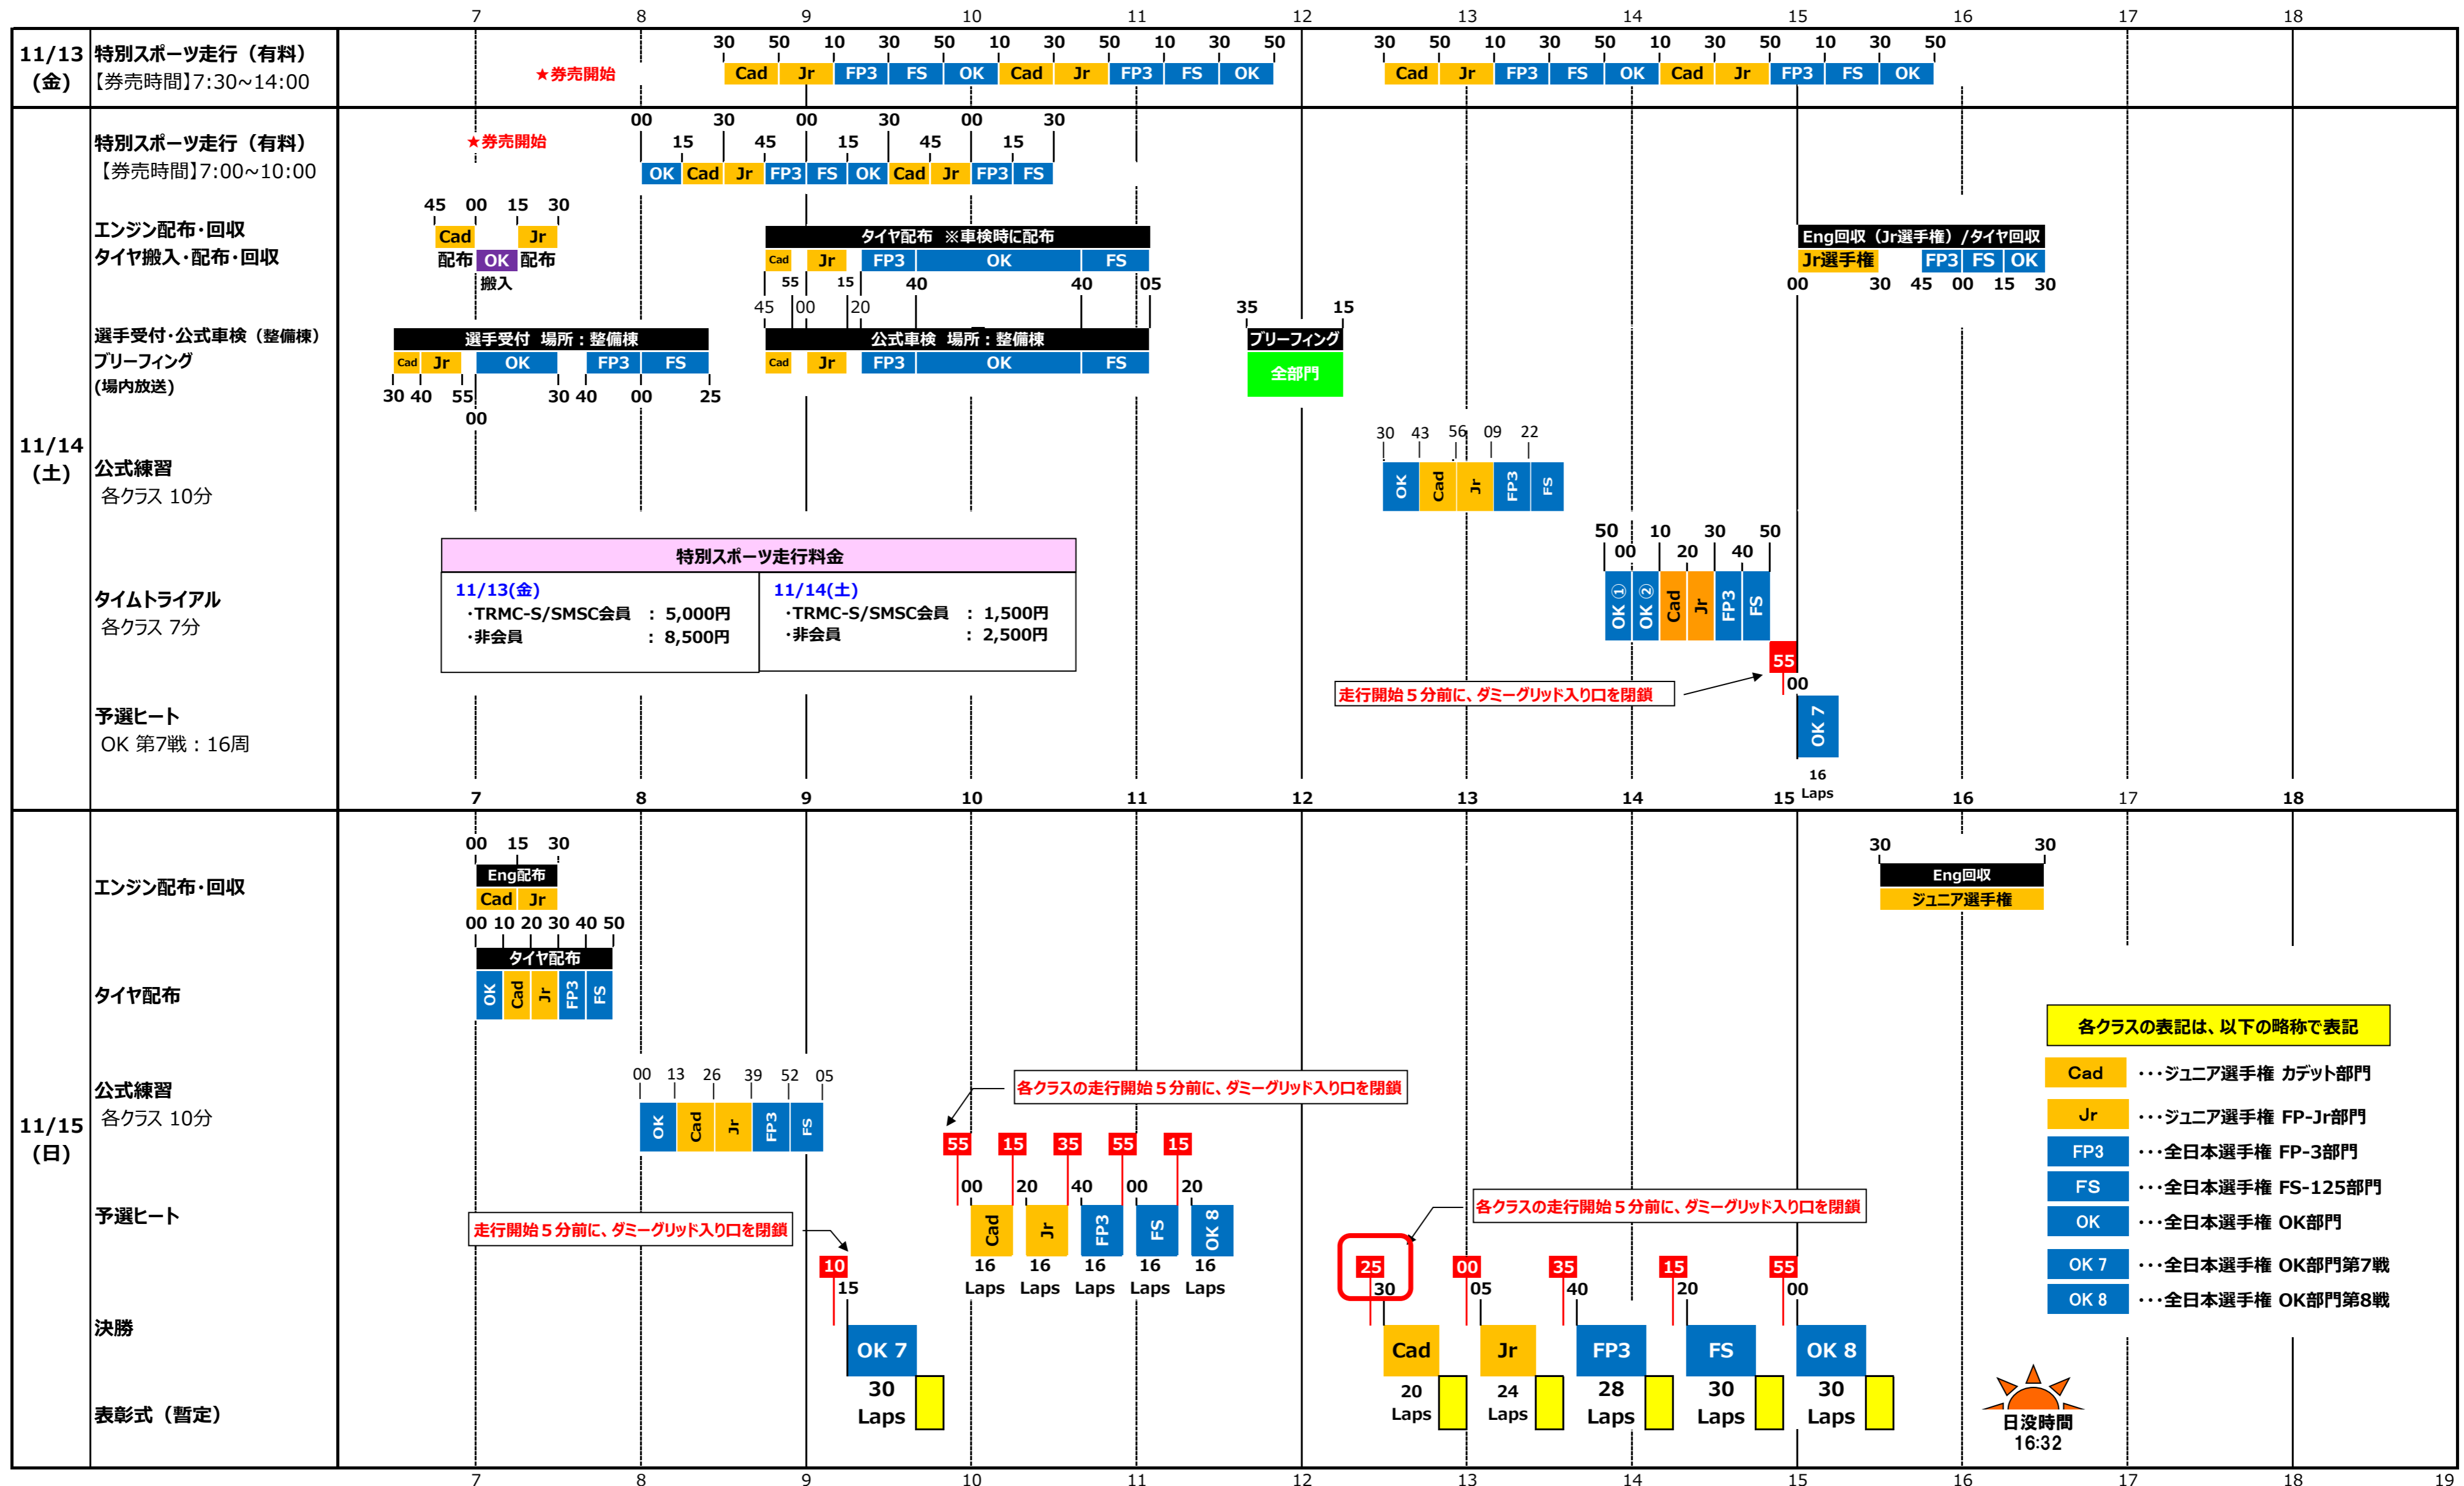 7 8 9 10 11 12 13 14 15 16 17 18
11/13
(金)
特別スポーツ走行（有料）
【券売時間】7:30~14:00
★券売開始
30 50 10 30 50 10 30 50 10 30 50 30 50 10 30 50 10 30 50 10 30 50
Cad Jr FP3 FS OK Cad Jr FP3 FS OK Cad Jr FP3 FS OK Cad Jr FP3 FS OK
11/14
(土)
特別スポーツ走行（有料）
【券売時間】7:00~10:00
★券売開始
00 30 00 30 00 30
15 45 15 45 15
OK Cad Jr FP3 FS OK Cad Jr FP3 FS
エンジン配布・回収
タイヤ搬入・配布・回収
45 00 15 30
Cad Jr
配布 OK 配布
搬入
タイヤ配布 ※車検時に配布
Cad Jr FP3 OK FS
55 15 40 40 05
45 00 20
Eng回収（Jr選手権）/タイヤ回収
Jr選手権 FP3 FS OK
00 30 45 00 15 30
選手受付・公式車検（整備棟）
ブリーフィング
(場内放送)
選手受付 場所：整備棟
Cad Jr OK FP3 FS
30 40 55 30 40 00 25
00
公式車検 場所：整備棟
Cad Jr FP3 OK FS
35 15
ブリーフィング
全部門
公式練習
各クラス 10分
30 43 56 09 22
OK Cad Jr FP3 FS
特別スポーツ走行料金
11/13(金)
・TRMC-S/SMSC会員 ： 5,000円
・非会員 ： 8,500円
11/14(土)
・TRMC-S/SMSC会員 ： 1,500円
・非会員 ： 2,500円
タイムトライアル
各クラス 7分
50 10 30 50
00 20 40
OK ① OK ② Cad Jr FP3 FS
55
00
走行開始５分前に、ダミーグリッド入り口を閉鎖
予選ヒート
OK 第7戦：16周
OK 7
16
Laps
7 8 9 10 11 12 13 14 15 16 17 18
11/15
(日)
エンジン配布・回収
00 15 30
Eng配布
Cad Jr
30 30
Eng回収
ジュニア選手権
タイヤ配布
00 10 20 30 40 50
タイヤ配布
OK Cad Jr FP3 FS
公式練習
各クラス 10分
00 13 26 39 52 05
OK Cad Jr FP3 FS
各クラスの走行開始５分前に、ダミーグリッド入り口を閉鎖
予選ヒート
55 15 35 55 15
00 20 40 00 20
Cad Jr FP3 FS OK 8
16 16 16 16 16
Laps Laps Laps Laps Laps
走行開始５分前に、ダミーグリッド入り口を閉鎖
各クラスの走行開始５分前に、ダミーグリッド入り口を閉鎖
決勝
10 25 00 35 15 55
15 30 05 40 20 00
OK 7 Cad Jr FP3 FS OK 8
表彰式（暫定）
30 20 24 28 30 30
Laps Laps Laps Laps Laps Laps
日没時間
16:32
各クラスの表記は、以下の略称で表記
Cad ･･･ジュニア選手権 カデット部門
Jr ･･･ジュニア選手権 FP-Jr部門
FP3 ･･･全日本選手権 FP-3部門
FS ･･･全日本選手権 FS-125部門
OK ･･･全日本選手権 OK部門
OK 7 ･･･全日本選手権 OK部門第7戦
OK 8 ･･･全日本選手権 OK部門第8戦
7 8 9 10 11 12 13 14 15 16 17 18 19